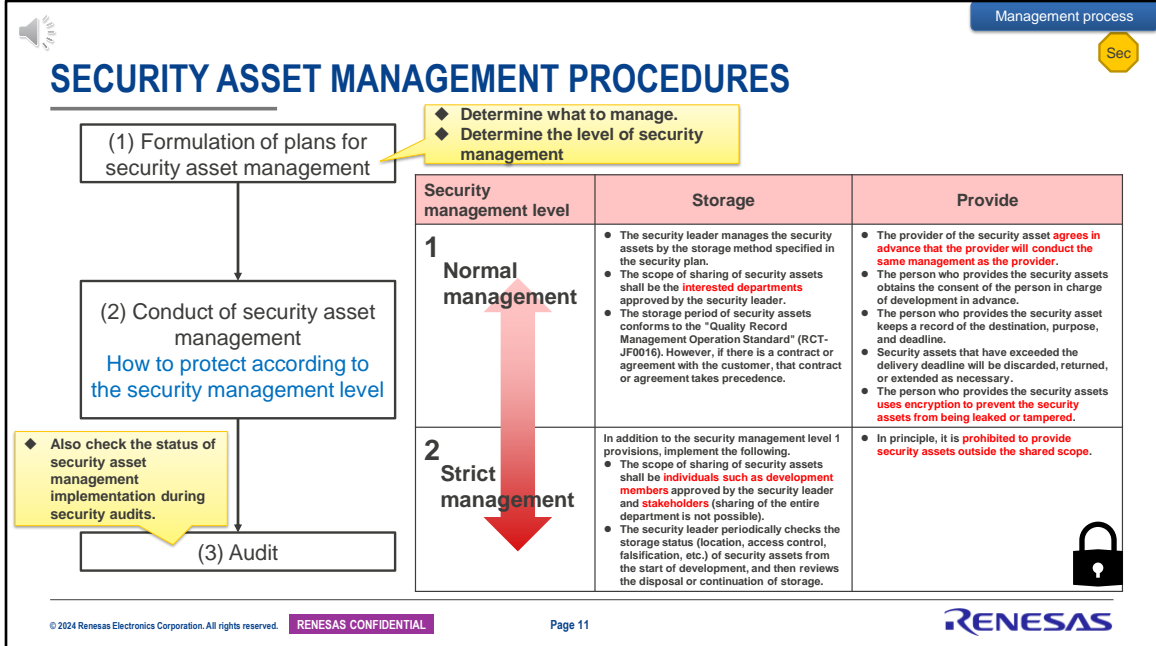 Management process
Sec
SECURITY ASSET MANAGEMENT PROCEDURES
(1) Formulation of plans for
security asset management
◆ Determine what to manage.
◆ Determine the level of security
management
(2) Conduct of security asset
management
How to protect according to
the security management level
◆ Also check the status of
security asset
management
implementation during
security audits.
(3) Audit
Security
management level
Storage
Provide
1
Normal
management
● The security leader manages the security
assets by the storage method specified in
the security plan.
● The scope of sharing of security assets
shall be the interested departments
approved by the security leader.
● The storage period of security assets
conforms to the "Quality Record
Management Operation Standard" (RCT-
JF0016). However, if there is a contract or
agreement with the customer, that contract
or agreement takes precedence.
● The provider of the security asset agrees in
advance that the provider will conduct the
same management as the provider.
● The person who provides the security assets
obtains the consent of the person in charge
of development in advance.
● The person who provides the security asset
keeps a record of the destination, purpose,
and deadline.
● Security assets that have exceeded the
delivery deadline will be discarded, returned,
or extended as necessary.
● The person who provides the security assets
uses encryption to prevent the security
assets from being leaked or tampered.
2
Strict
management
In addition to the security management level 1
provisions, implement the following.
● The scope of sharing of security assets
shall be individuals such as development
members approved by the security leader
and stakeholders (sharing of the entire
department is not possible).
● The security leader periodically checks the
storage status (location, access control,
falsification, etc.) of security assets from
the start of development, and then reviews
the disposal or continuation of storage.
● In principle, it is prohibited to provide
security assets outside the shared scope.
© 2024 Renesas Electronics Corporation. All rights reserved.
RENESAS CONFIDENTIAL
Page 11
RENESAS